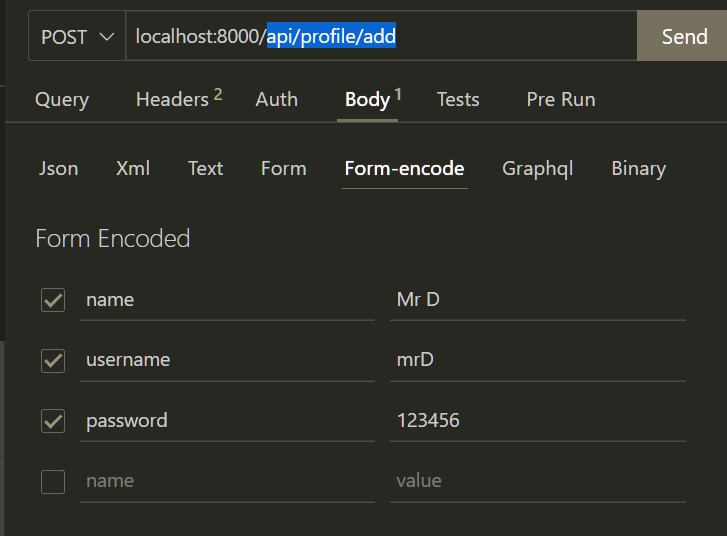 POST localhost:8000/api/profile/add Send
Query Headers 2 Auth Body 1 Tests Pre Run
Json Xml Text Form Form-encode Graphql Binary
Form Encoded
name Mr D
username mrD
password 123456
name value